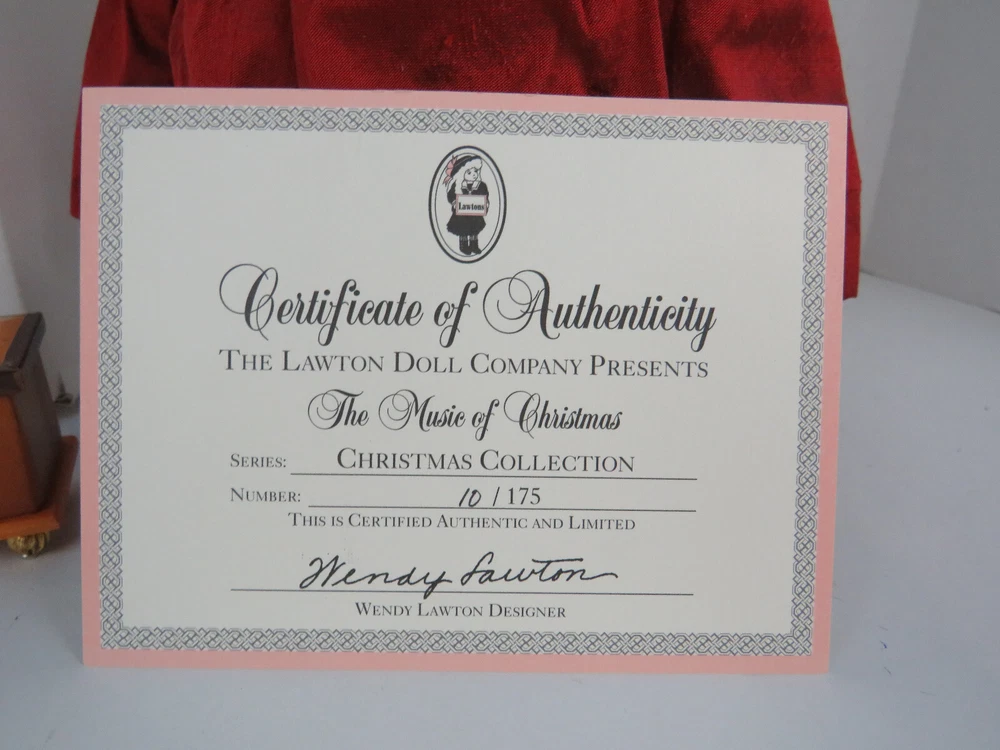 Lawtons
Certificate of Authenticity
THE LAWTON DOLL COMPANY PRESENTS
The Music of Christmas
SERIES: CHRISTMAS COLLECTION
NUMBER: 10 / 175
THIS IS CERTIFIED AUTHENTIC AND LIMITED
Wendy Lawton
WENDY LAWTON DESIGNER